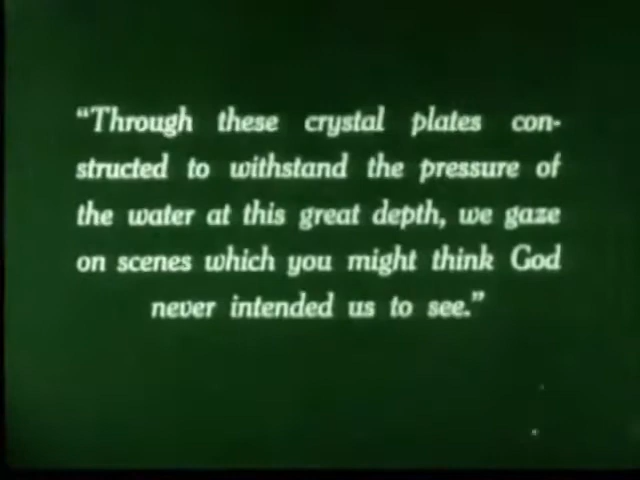 “Through these crystal plates con-
structed to withstand the pressure of
the water at this great depth, we gaze
on scenes which you might think God
never intended us to see.”